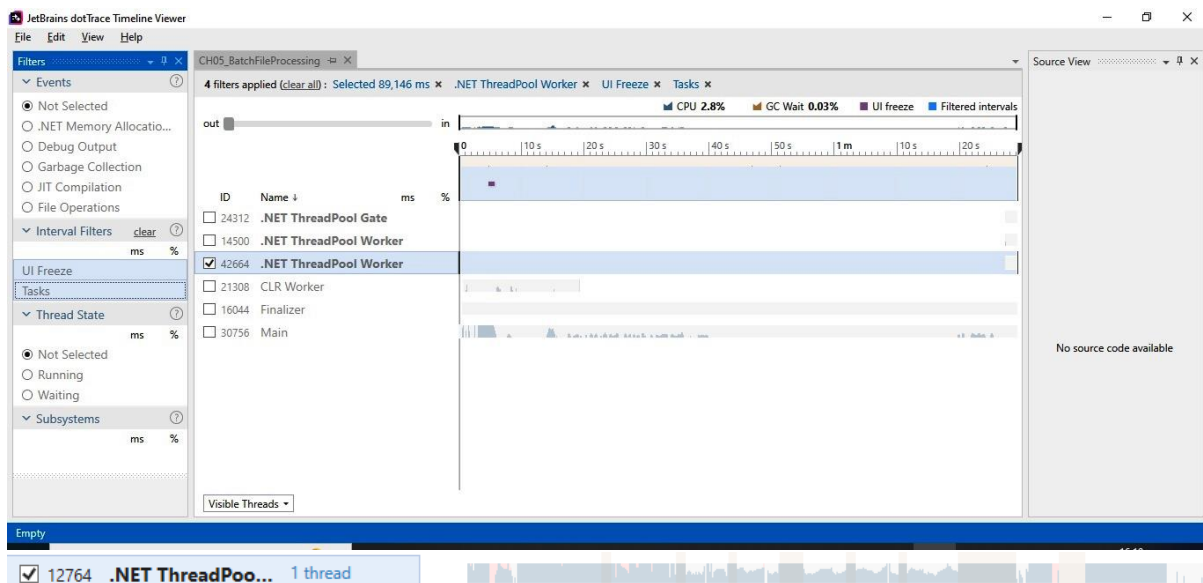 JetBrains dotTrace Timeline Viewer
File Edit View Help
Filters
CH05_BatchFileProcessing
Source View
Events
4 filters applied (clear all) : Selected 89,146 ms × .NET ThreadPool Worker × UI Freeze × Tasks ×
Not Selected
.NET Memory Allocatio...
Debug Output
Garbage Collection
JIT Compilation
File Operations
CPU 2.8% GC Wait 0.03% UI freeze Filtered intervals
out in
0 10 s 20 s 30 s 40 s 50 s 1 m 10 s 20 s
ID Name ↓ ms %
24312 .NET ThreadPool Gate
14500 .NET ThreadPool Worker
42664 .NET ThreadPool Worker
21308 CLR Worker
16044 Finalizer
30756 Main
Interval Filters clear
ms %
UI Freeze
Tasks
Thread State
ms %
Not Selected
Running
Waiting
Subsystems
ms %
No source code available
Visible Threads
Empty
12764 .NET ThreadPoo... 1 thread